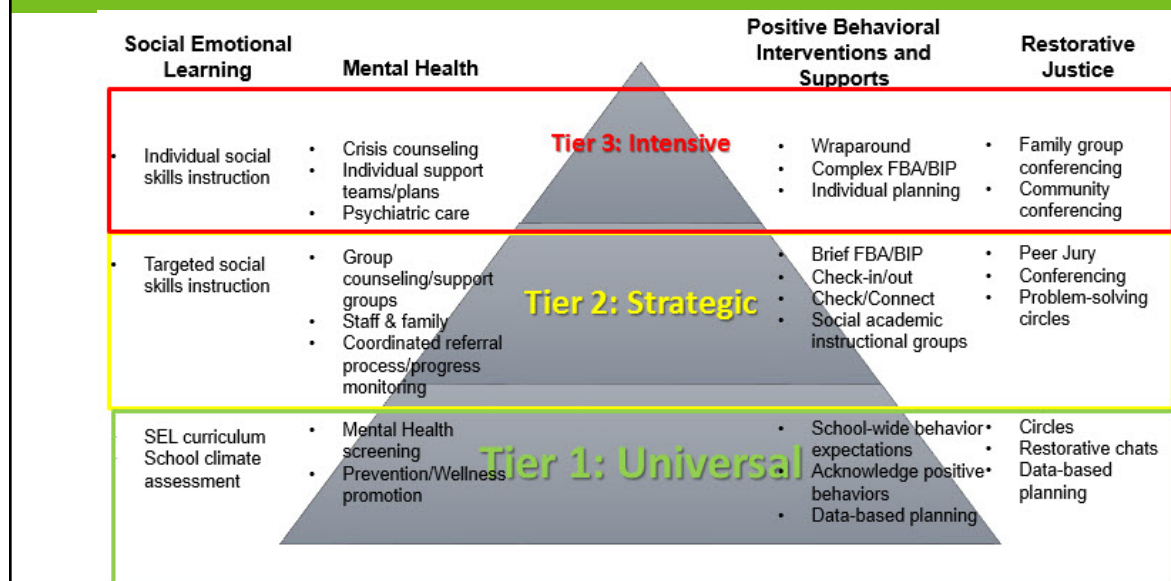 Social Emotional
Learning
Mental Health
Positive Behavioral
Interventions and
Supports
Restorative
Justice
Tier 3: Intensive
• Individual social
skills instruction
• Crisis counseling
• Individual support
teams/plans
• Psychiatric care
• Wraparound
• Complex FBA/BIP
• Individual planning
• Family group
conferencing
• Community
conferencing
Tier 2: Strategic
• Targeted social
skills instruction
• Group
counseling/support
groups
• Staff & family
• Coordinated referral
process/progress
monitoring
• Brief FBA/BIP
• Check-in/out
• Check/Connect
• Social academic
instructional groups
• Peer Jury
• Conferencing
• Problem-solving
circles
Tier 1: Universal
• SEL curriculum
• School climate
assessment
• Mental Health
screening
• Prevention/Wellness
promotion
• School-wide behavior
expectations
• Acknowledge positive
behaviors
• Data-based planning
• Circles
• Restorative chats
• Data-based
planning